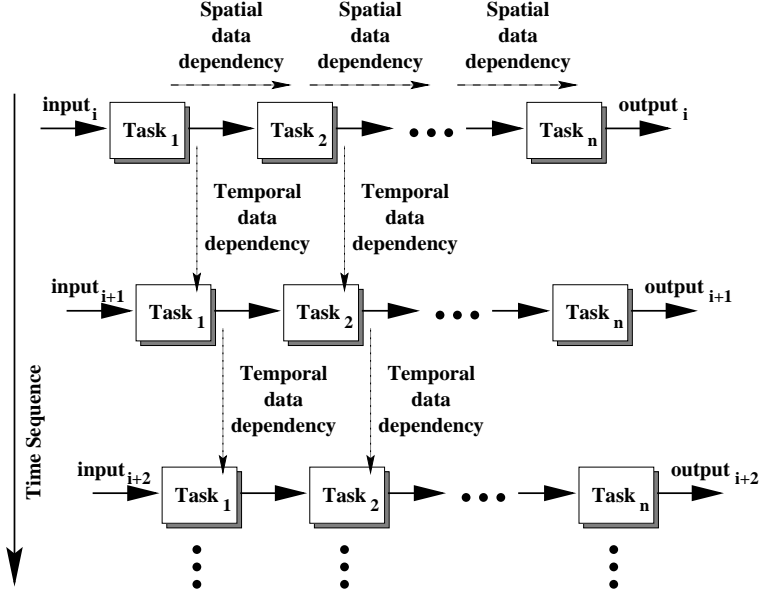 Spatial data dependency
Spatial data dependency
Spatial data dependency
input i
Task 1
Task 2
Task n
output i
Temporal data dependency
Temporal data dependency
input i+1
Task 1
Task 2
Task n
output i+1
Temporal data dependency
Temporal data dependency
Time Sequence
input i+2
Task 1
Task 2
Task n
output i+2